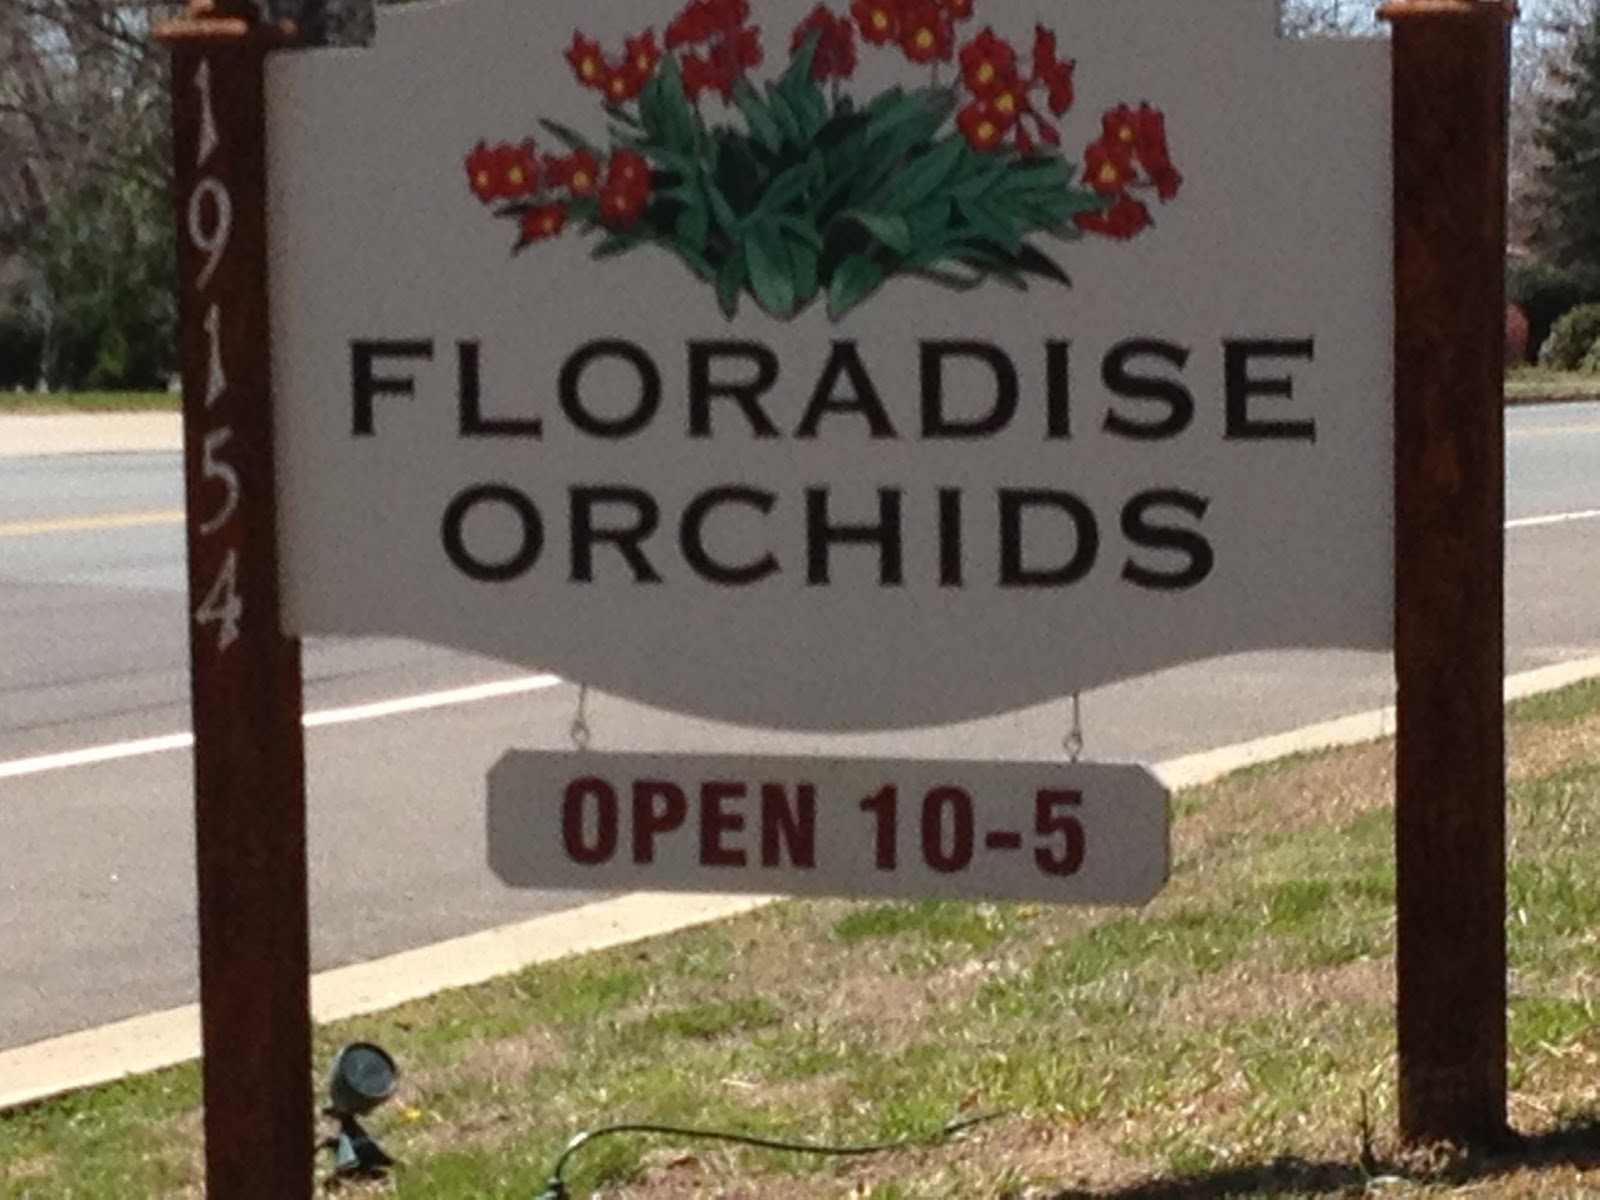 19154
FLORADISE
ORCHIDS
OPEN 10-5